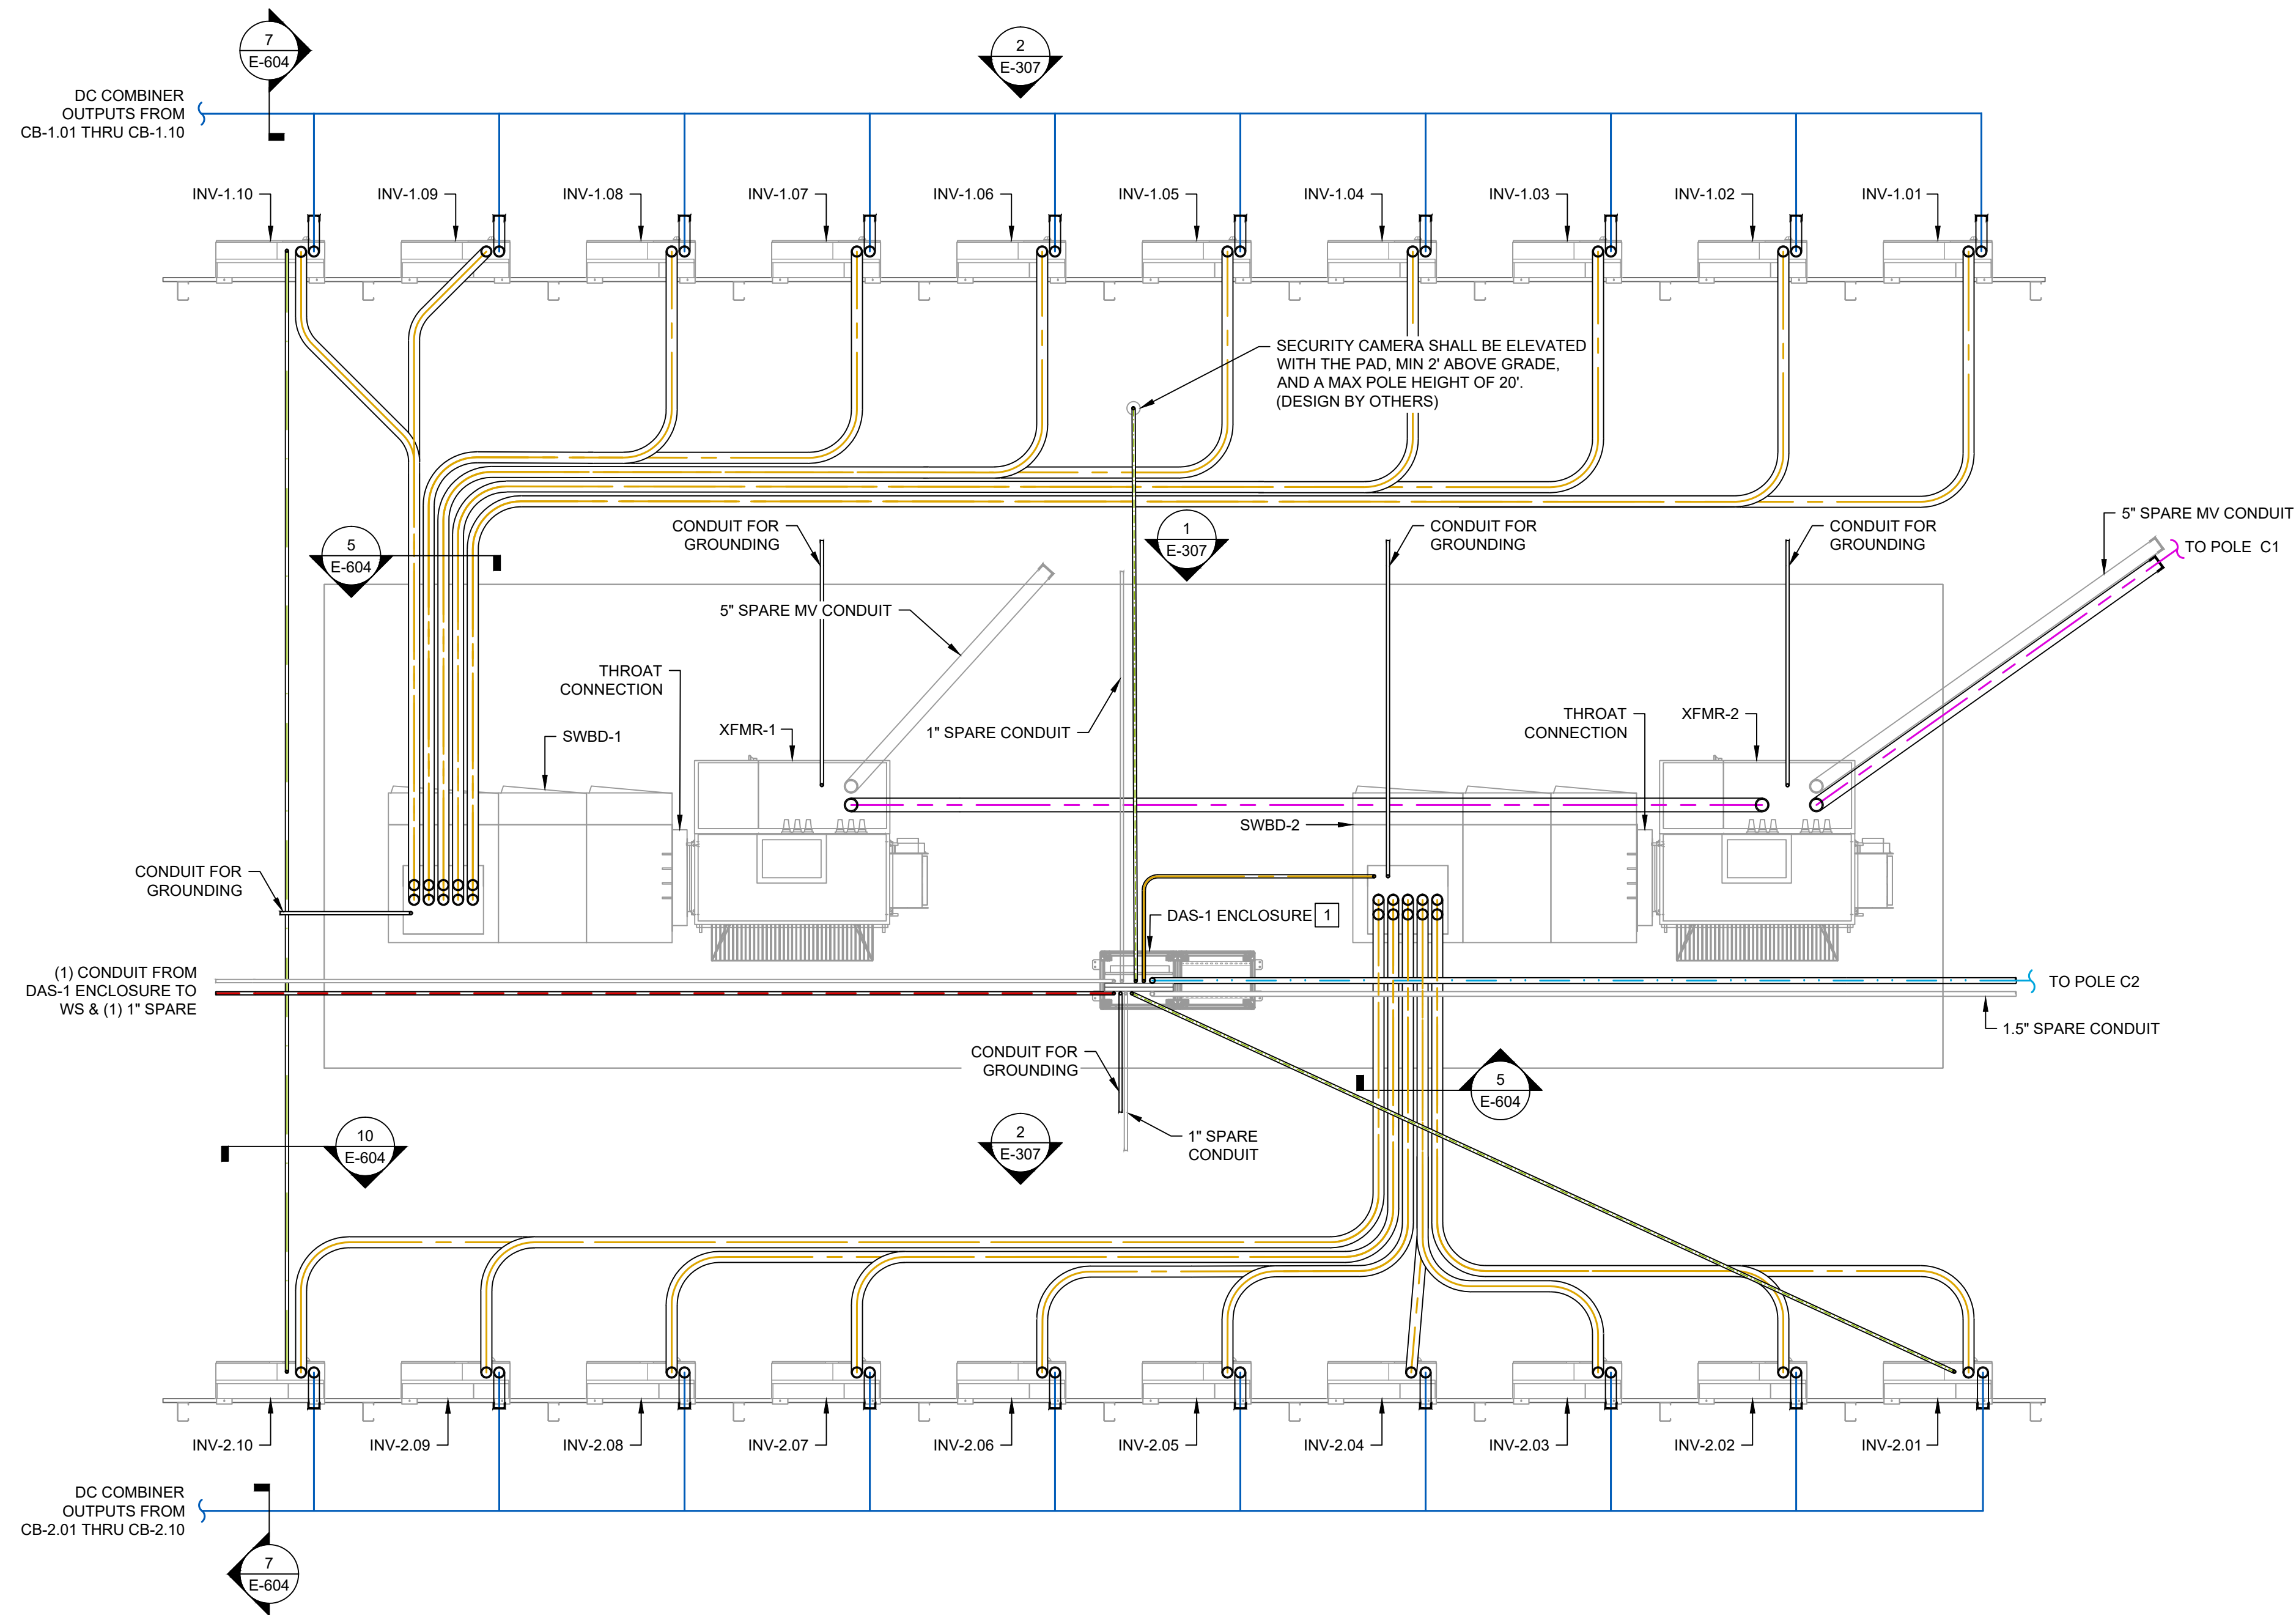 7
E-604
2
E-307
DC COMBINER
OUTPUTS FROM
CB-1.01 THRU CB-1.10
INV-1.10
INV-1.09
INV-1.08
INV-1.07
INV-1.06
INV-1.05
INV-1.04
INV-1.03
INV-1.02
INV-1.01
SECURITY CAMERA SHALL BE ELEVATED
WITH THE PAD, MIN 2' ABOVE GRADE,
AND A MAX POLE HEIGHT OF 20'.
(DESIGN BY OTHERS)
5
E-604
CONDUIT FOR
GROUNDING
1
E-307
CONDUIT FOR
GROUNDING
CONDUIT FOR
GROUNDING
5" SPARE MV CONDUIT
TO POLE C1
5" SPARE MV CONDUIT
THROAT
CONNECTION
SWBD-1
XFMR-1
1" SPARE CONDUIT
THROAT
CONNECTION
XFMR-2
SWBD-2
CONDUIT FOR
GROUNDING
DAS-1 ENCLOSURE 1
(1) CONDUIT FROM
DAS-1 ENCLOSURE TO
WS & (1) 1" SPARE
TO POLE C2
1.5" SPARE CONDUIT
CONDUIT FOR
GROUNDING
5
E-604
10
E-604
2
E-307
1" SPARE
CONDUIT
INV-2.10
INV-2.09
INV-2.08
INV-2.07
INV-2.06
INV-2.05
INV-2.04
INV-2.03
INV-2.02
INV-2.01
DC COMBINER
OUTPUTS FROM
CB-2.01 THRU CB-2.10
7
E-604